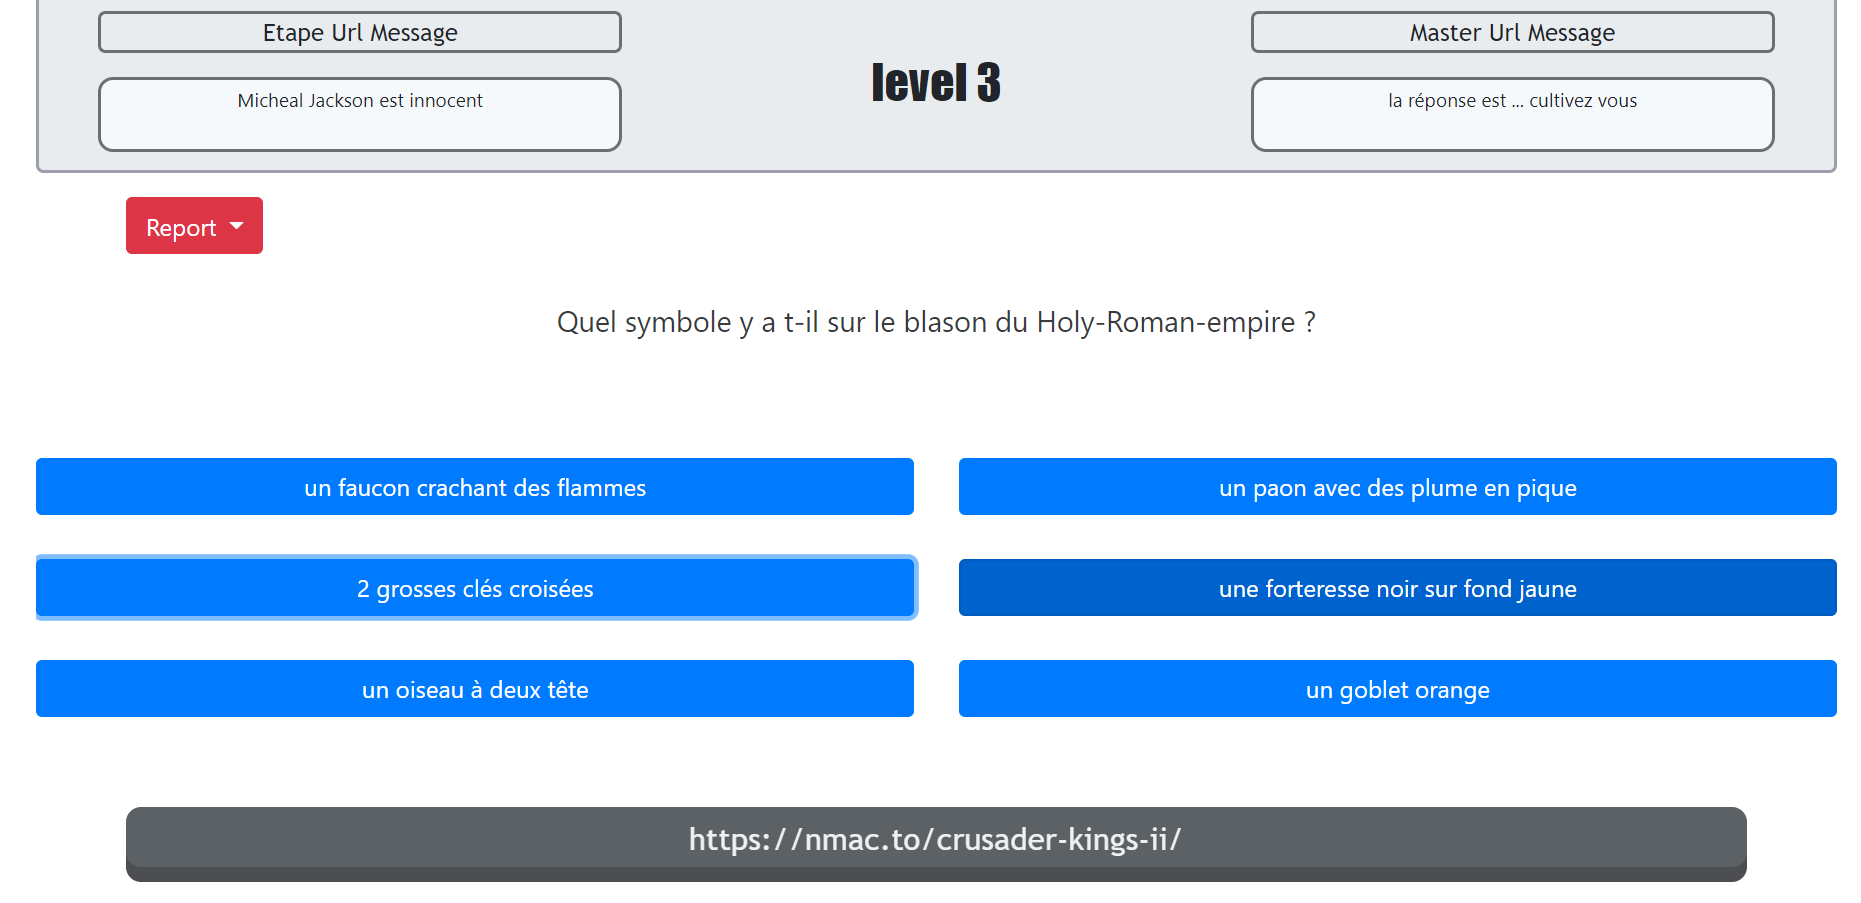 Etape Url Message
Micheal Jackson est innocent
level 3
Master Url Message
la réponse est ... cultivez vous
Report
Quel symbole y a t-il sur le blason du Holy-Roman-empire ?
un faucon crachant des flammes
un paon avec des plume en pique
2 grosses clés croisées
une forteresse noir sur fond jaune
un oiseau à deux tête
un goblet orange
https://nmac.to/crusader-kings-ii/